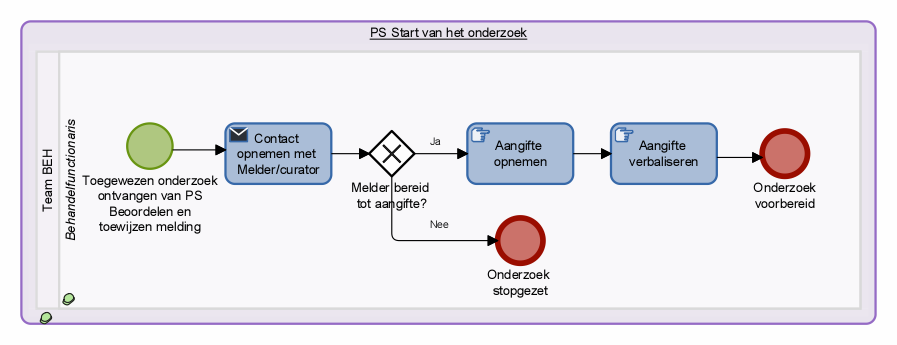 PS Start van het onderzoek
Team BEH
Behandelfunctionaris
Toegewezen onderzoek
ontvangen van PS
Beoordelen en
toewijzen melding
Contact
opnemen met
Melder/curator
Melder bereid
tot aangifte?
Ja
Nee
Aangifte
opnemen
Aangifte
verbaliseren
Onderzoek
voorbereid
Onderzoek
stopgezet